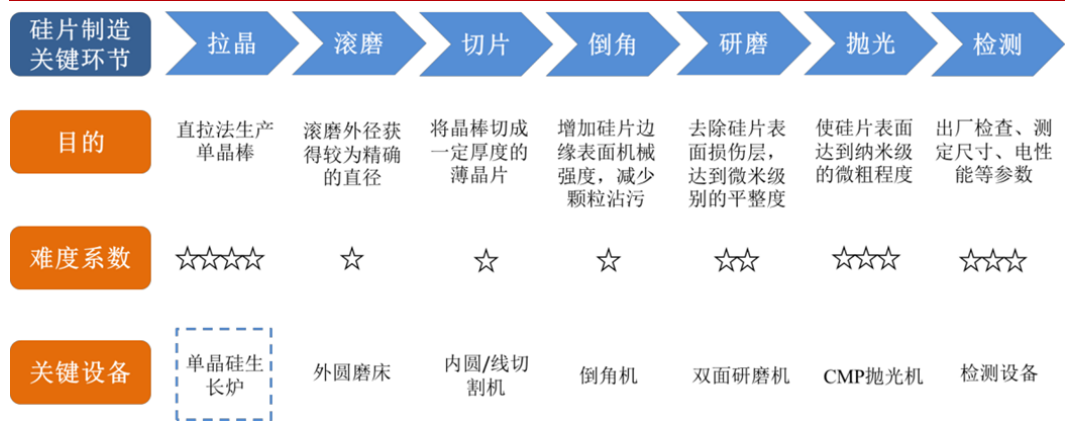 硅片制造
关键环节
拉晶
滚磨
切片
倒角
研磨
抛光
检测
目的
直拉法生产
单晶棒
滚磨外径获
得较为精确
的直径
将晶棒切成
一定厚度的
薄晶片
增加硅片边
缘表面机械
强度，减少
颗粒沾污
去除硅片表
面损伤层，
达到微米级
别的平整度
使硅片表面
达到纳米级
的微粗程度
出厂检查、测
定尺寸、电性
能等参数
难度系数
☆☆☆☆
☆
☆
☆
☆☆
☆☆☆
☆☆☆
关键设备
单晶硅生
长炉
外圆磨床
内圆/线切
割机
倒角机
双面研磨机
CMP抛光机
检测设备